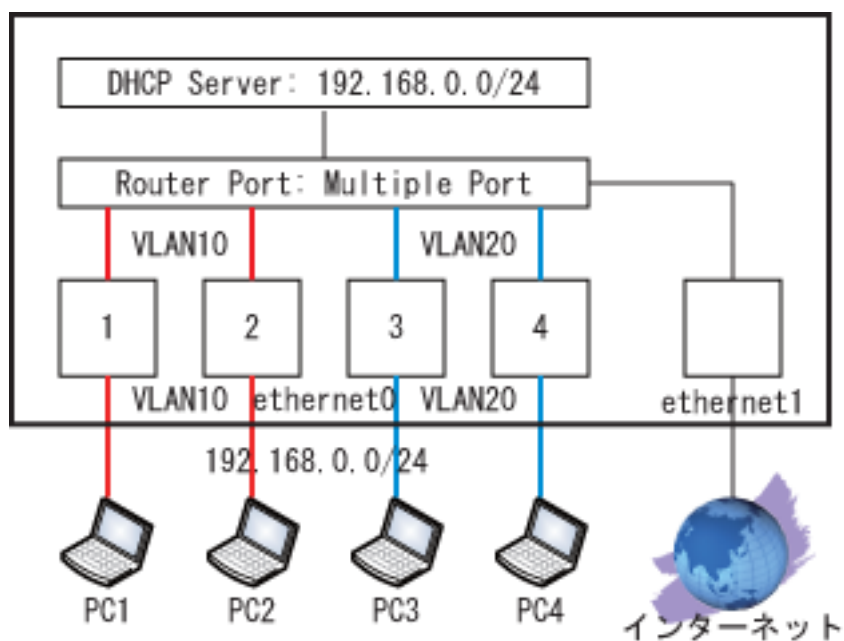 DHCP Server: 192.168.0.0/24
Router Port: Multiple Port
VLAN10
VLAN20
1
2
3
4
VLAN10
ethernet0
VLAN20
ethernet1
192.168.0.0/24
PC1
PC2
PC3
PC4
インターネット